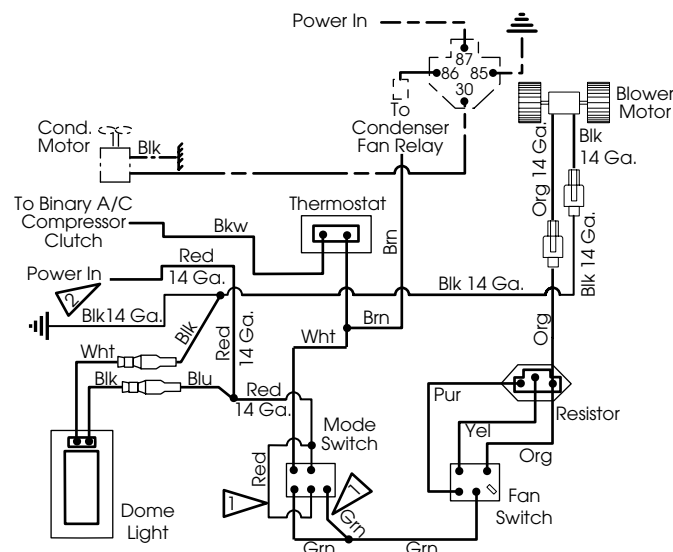 Power In
87
86 85
30
To
Condenser
Fan Relay
Blower
Motor
Org 14 Ga.
Blk
14 Ga.
Cond.
Motor
Blk
To Binary A/C
Compressor
Clutch
Bkw
Thermostat
Brn
Blk 14 Ga.
Power In
Red
14 Ga.
2
Blk 14 Ga.
Blk14 Ga.
Blk
Red
14 Ga.
Wht
Brn
Org
Wht
Blk
Blu
Red
14 Ga.
Mode
Switch
Pur
Resistor
Yel
Org
Red
1
1
Grn
Fan
Switch
Dome
Light
Grn
Grn